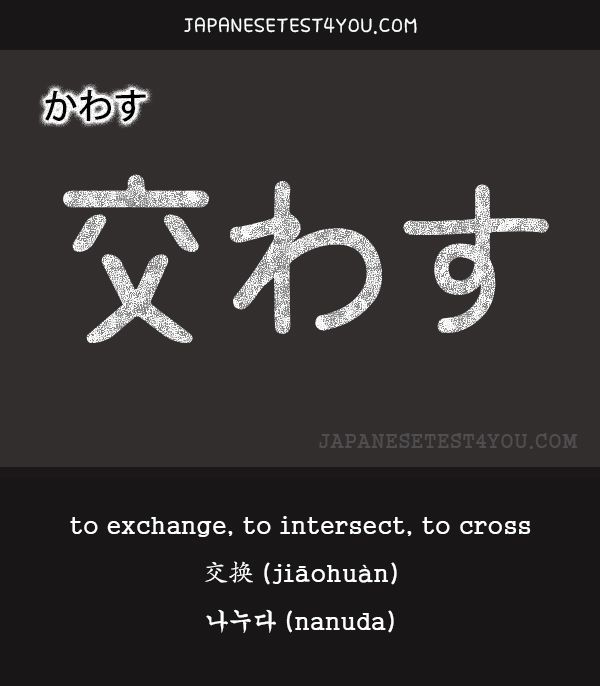 JAPANESETEST4YOU.COM
かわす
交わす
JAPANESETEST4YOU.COM
to exchange, to intersect, to cross
交换 (jiāohuàn)
나누다 (nanuda)